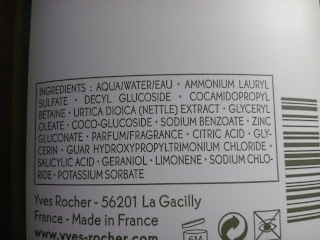 INGREDIENTS : AQUA/WATER/EAU • AMMONIUM LAURYL
SULFATE • DECYL GLUCOSIDE • COCAMIDOPROPYL
BETAINE • URTICA DIOICA (NETTLE) EXTRACT • GLYCERYL
OLEATE • COCO-GLUCOSIDE • SODIUM BENZOATE • ZINC
GLUCONATE • PARFUM/FRAGRANCE • CITRIC ACID • GLY-
CERIN • GUAR HYDROXYPROPYLTRIMONIUM CHLORIDE •
SALICYLIC ACID • GERANIOL • LIMONENE • SODIUM CHLO-
RIDE • POTASSIUM SORBATE
Yves Rocher - 56201 La Gacilly
France - Made in France
www.yves-rocher.com
6M